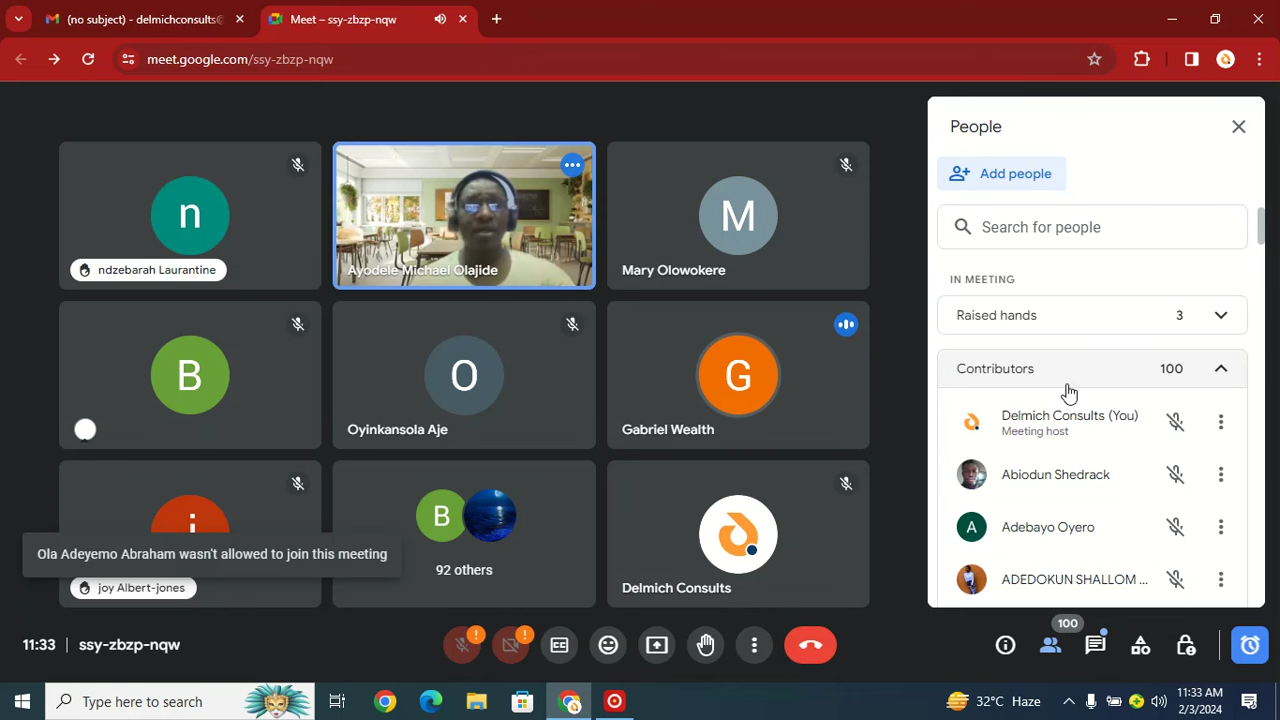 (no subject) - delmichconsults@
Meet – ssy-zbzp-nqw
meet.google.com/ssy-zbzp-nqw
n
ndzebarah Laurantine
Ayodele Michael Olajide
M
Mary Olowokere
B
O
Oyinkansola Aje
G
Gabriel Wealth
i
joy Albert-jones
B
92 others
Delmich Consults
Ola Adeyemo Abraham wasn't allowed to join this meeting
People
Add people
Search for people
IN MEETING
Raised hands 3
Contributors 100
Delmich Consults (You)
Meeting host
Abiodun Shedrack
A
Adebayo Oyero
ADEDOKUN SHALLOM ...
11:33 | ssy-zbzp-nqw
100
Type here to search
32°C Haze
11:33 AM
2/3/2024